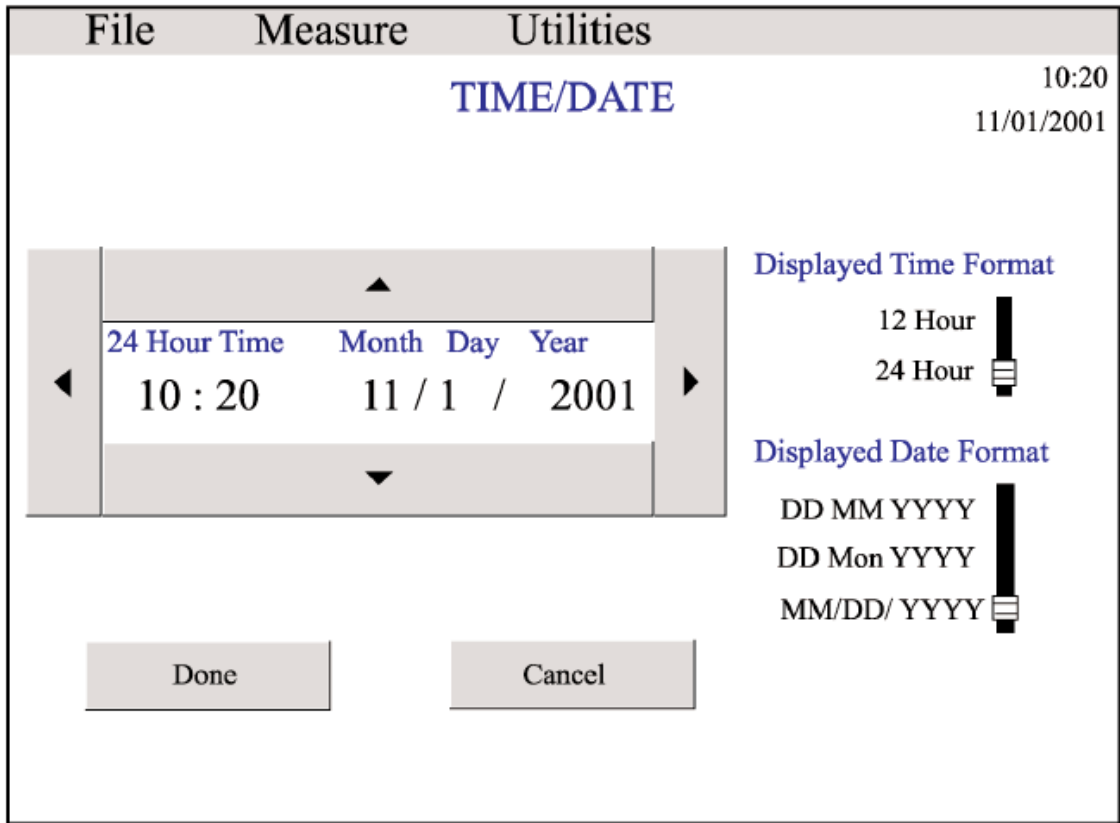 File Measure Utilities
TIME/DATE
10:20
11/01/2001
24 Hour Time Month Day Year
10 : 20 11 / 1 / 2001
Displayed Time Format
12 Hour
24 Hour
Displayed Date Format
DD MM YYYY
DD Mon YYYY
MM/DD/ YYYY
Done Cancel